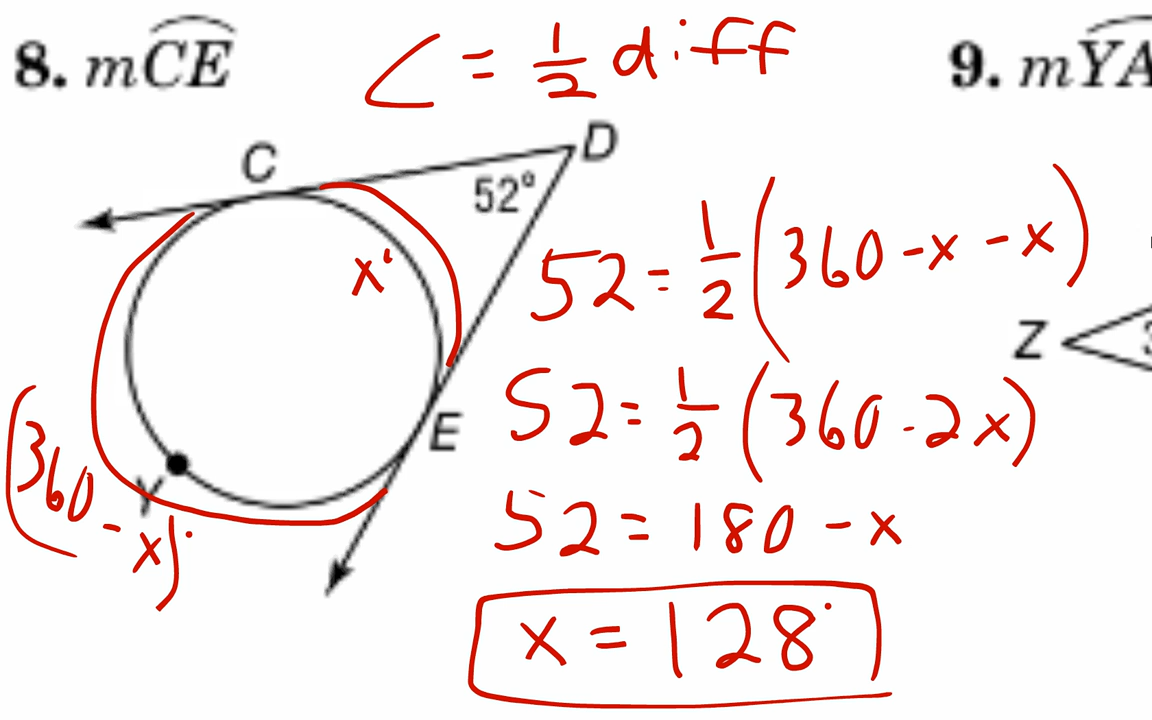 8. mCE
∠ = 1/2 diff
9. mYA
C
D
52°
x°
52 = 1/2 (360 - x - x)
Z
3
52 = 1/2 (360 - 2x)
E
Y
(360 - x)°
52 = 180 - x
x = 128°